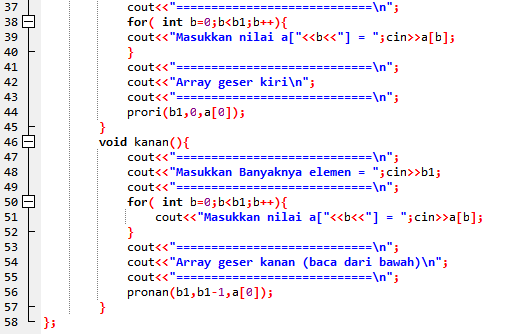 37 cout<<"============================\n";
38 for( int b=0;b<b1;b++){
39 cout<<"Masukkan nilai a["<<b<<"] = ";cin>>a[b];
40 }
41 cout<<"============================\n";
42 cout<<"Array geser kiri\n";
43 cout<<"============================\n";
44 prori(b1,0,a[0]);
45 }
46 void kanan(){
47 cout<<"============================\n";
48 cout<<"Masukkan Banyaknya elemen = ";cin>>b1;
49 cout<<"============================\n";
50 for( int b=0;b<b1;b++){
51 cout<<"Masukkan nilai a["<<b<<"] = ";cin>>a[b];
52 }
53 cout<<"============================\n";
54 cout<<"Array geser kanan (baca dari bawah)\n";
55 cout<<"============================\n";
56 pronan(b1,b1-1,a[0]);
57 }
58 };